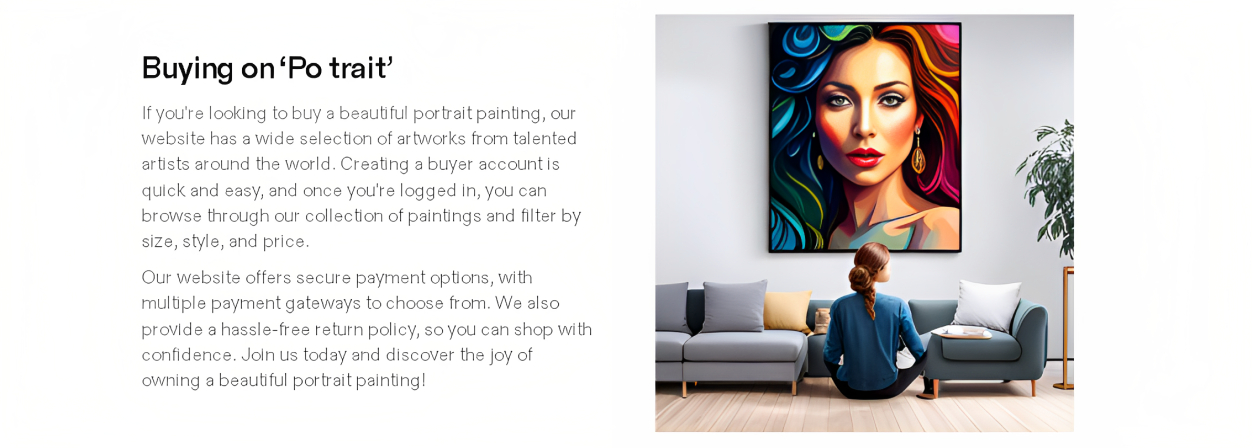 Buying on ‘Po trait’
If you're looking to buy a beautiful portrait painting, our
website has a wide selection of artworks from talented
artists around the world. Creating a buyer account is
quick and easy, and once you're logged in, you can
browse through our collection of paintings and filter by
size, style, and price.
Our website offers secure payment options, with
multiple payment gateways to choose from. We also
provide a hassle-free return policy, so you can shop with
confidence. Join us today and discover the joy of
owning a beautiful portrait painting!